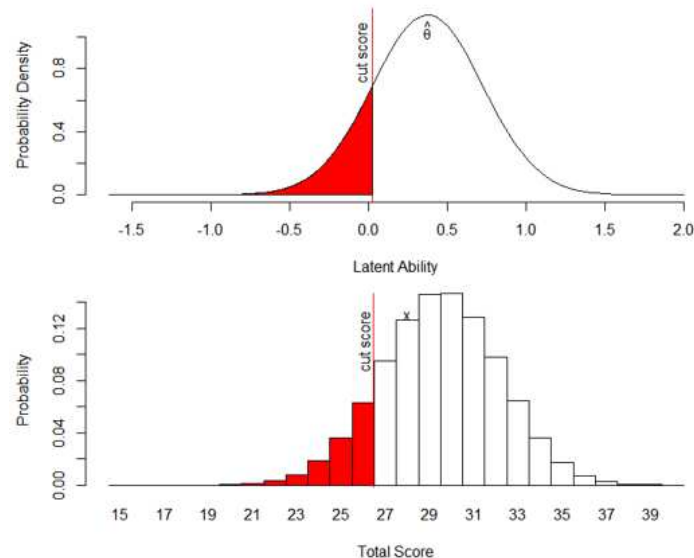 cut score
^
θ
Probability Density
0.0 0.4 0.8
-1.5 -1.0 -0.5 0.0 0.5 1.0 1.5 2.0
Latent Ability
cut score
x
Probability
0.00 0.04 0.08 0.12
15 17 19 21 23 25 27 29 31 33 35 37 39
Total Score